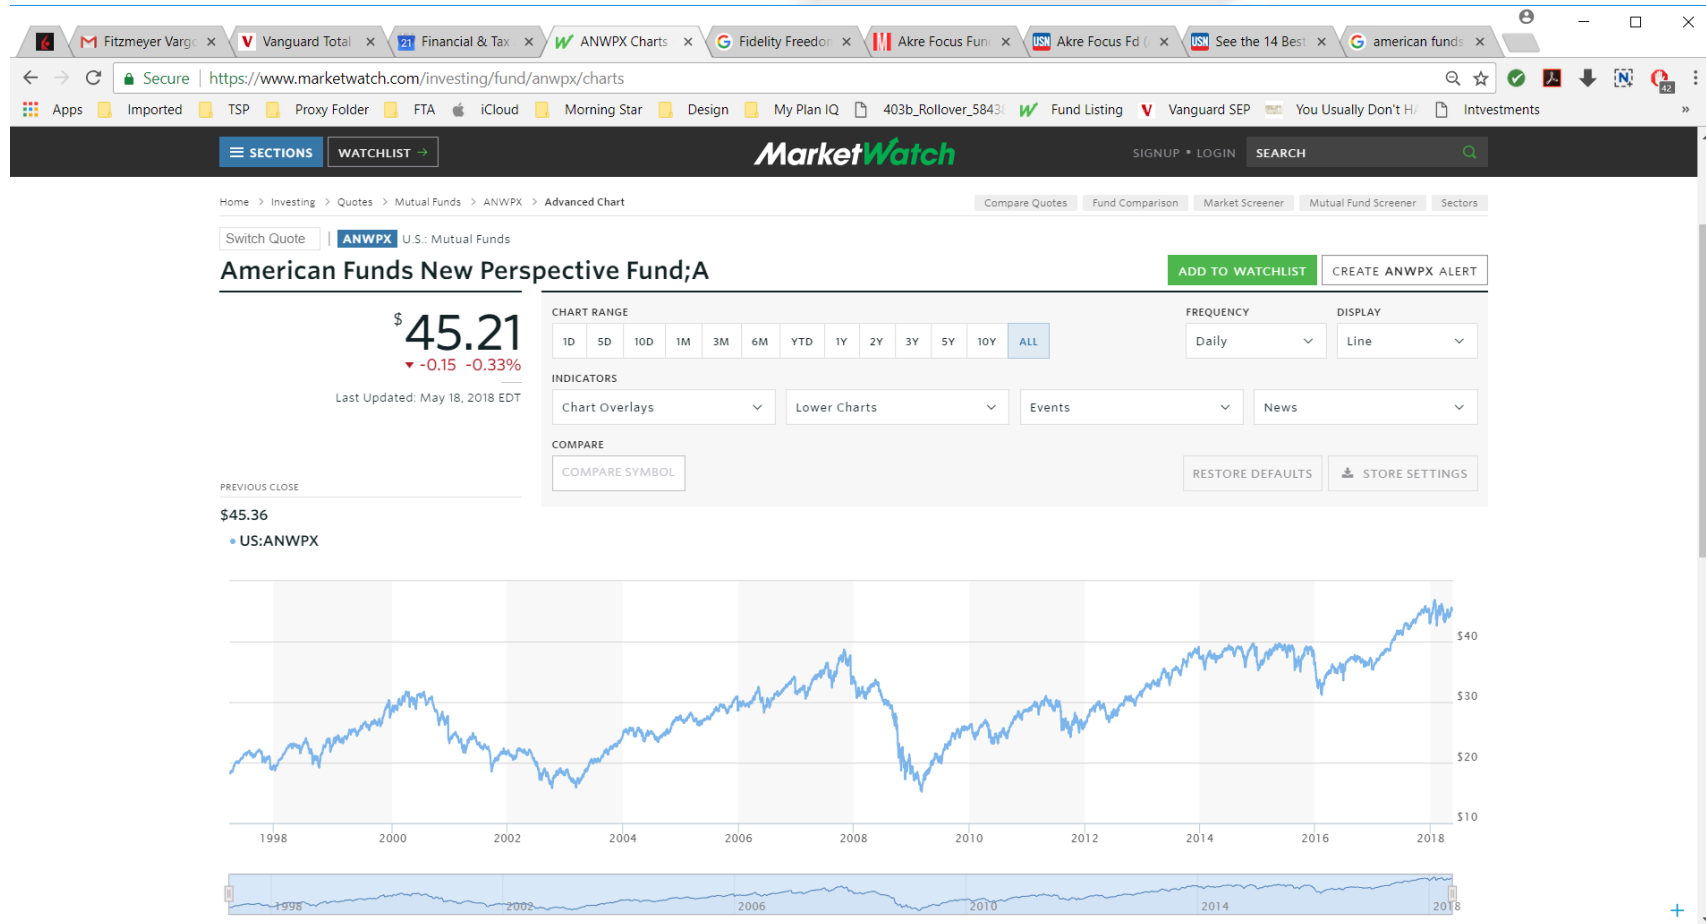 Fitzmeyer Varg
Vanguard Total
21
Financial & Tax
ANWPX Charts
Fidelity Freedom
Akre Focus Fun
USN
Akre Focus Fd (
USN
See the 14 Best
american funds
Secure | https://www.marketwatch.com/investing/fund/anwpx/charts
42
Apps Imported TSP Proxy Folder FTA iCloud Morning Star Design My Plan IQ 403b_Rollover_5843 Fund Listing Vanguard SEP You Usually Don't H Intvestments »
SECTIONS WATCHLIST → MarketWatch SIGNUP • LOGIN SEARCH
Home > Investing > Quotes > Mutual Funds > ANWPX > Advanced Chart
Compare Quotes Fund Comparison Market Screener Mutual Fund Screener Sectors
Switch Quote | ANWPX U.S.: Mutual Funds
American Funds New Perspective Fund;A
ADD TO WATCHLIST CREATE ANWPX ALERT
$45.21
-0.15 -0.33%
Last Updated: May 18, 2018 EDT
PREVIOUS CLOSE
$45.36
CHART RANGE
1D 5D 10D 1M 3M 6M YTD 1Y 2Y 3Y 5Y 10Y ALL
FREQUENCY
Daily
DISPLAY
Line
INDICATORS
Chart Overlays Lower Charts Events News
COMPARE
COMPARE SYMBOL
RESTORE DEFAULTS STORE SETTINGS
• US:ANWPX
$40
$30
$20
$10
1998 2000 2002 2004 2006 2008 2010 2012 2014 2016 2018
1998 2002 2006 2010 2014 2018